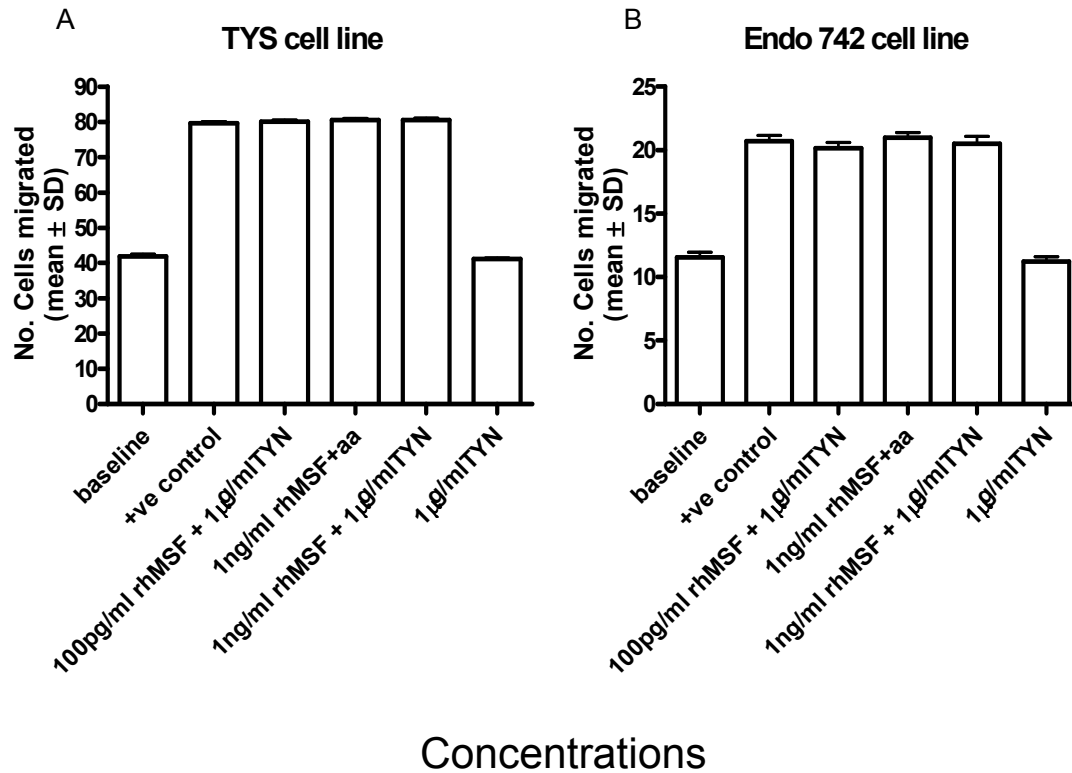 A
TYS cell line
No. Cells migrated
(mean ± SD)
90
80
70
60
50
40
30
20
10
0
baseline
+ve control
100pg/ml rhMSF + 1µg/mlTYN
1ng/ml rhMSF+aa
1ng/ml rhMSF + 1µg/mlTYN
1µg/mlTYN
B
Endo 742 cell line
No. Cells migrated
(mean ± SD)
25
20
15
10
5
0
baseline
+ve control
100pg/ml rhMSF + 1µg/mlTYN
1ng/ml rhMSF+aa
1ng/ml rhMSF + 1µg/mlTYN
1µg/mlTYN
Concentrations